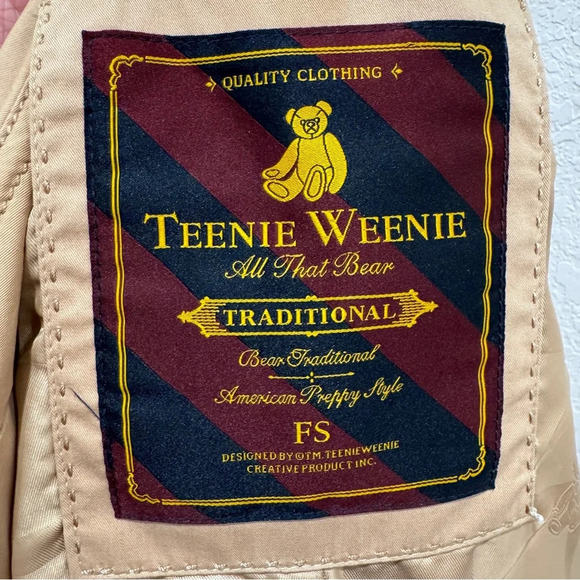 QUALITY CLOTHING
TEENIE WEENIE
All That Bear
TRADITIONAL
Bear Traditional
American Preppy Style
FS
DESIGNED BY ©TM.TEENIEWEENIE
CREATIVE PRODUCT INC.